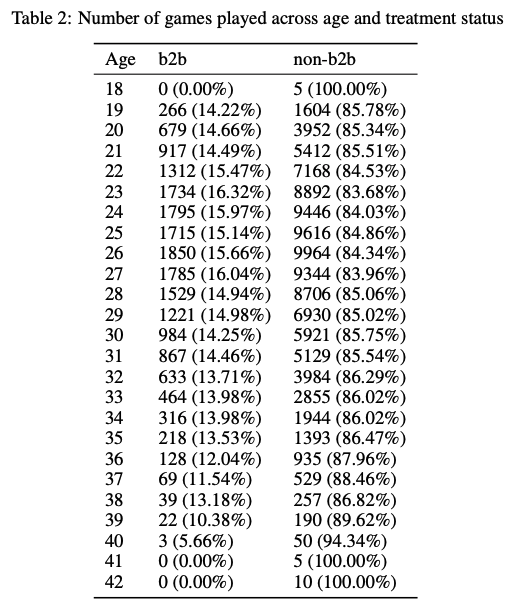 Table 2: Number of games played across age and treatment status
Age b2b non-b2b
18 0 (0.00%) 5 (100.00%)
19 266 (14.22%) 1604 (85.78%)
20 679 (14.66%) 3952 (85.34%)
21 917 (14.49%) 5412 (85.51%)
22 1312 (15.47%) 7168 (84.53%)
23 1734 (16.32%) 8892 (83.68%)
24 1795 (15.97%) 9446 (84.03%)
25 1715 (15.14%) 9616 (84.86%)
26 1850 (15.66%) 9964 (84.34%)
27 1785 (16.04%) 9344 (83.96%)
28 1529 (14.94%) 8706 (85.06%)
29 1221 (14.98%) 6930 (85.02%)
30 984 (14.25%) 5921 (85.75%)
31 867 (14.46%) 5129 (85.54%)
32 633 (13.71%) 3984 (86.29%)
33 464 (13.98%) 2855 (86.02%)
34 316 (13.98%) 1944 (86.02%)
35 218 (13.53%) 1393 (86.47%)
36 128 (12.04%) 935 (87.96%)
37 69 (11.54%) 529 (88.46%)
38 39 (13.18%) 257 (86.82%)
39 22 (10.38%) 190 (89.62%)
40 3 (5.66%) 50 (94.34%)
41 0 (0.00%) 5 (100.00%)
42 0 (0.00%) 10 (100.00%)